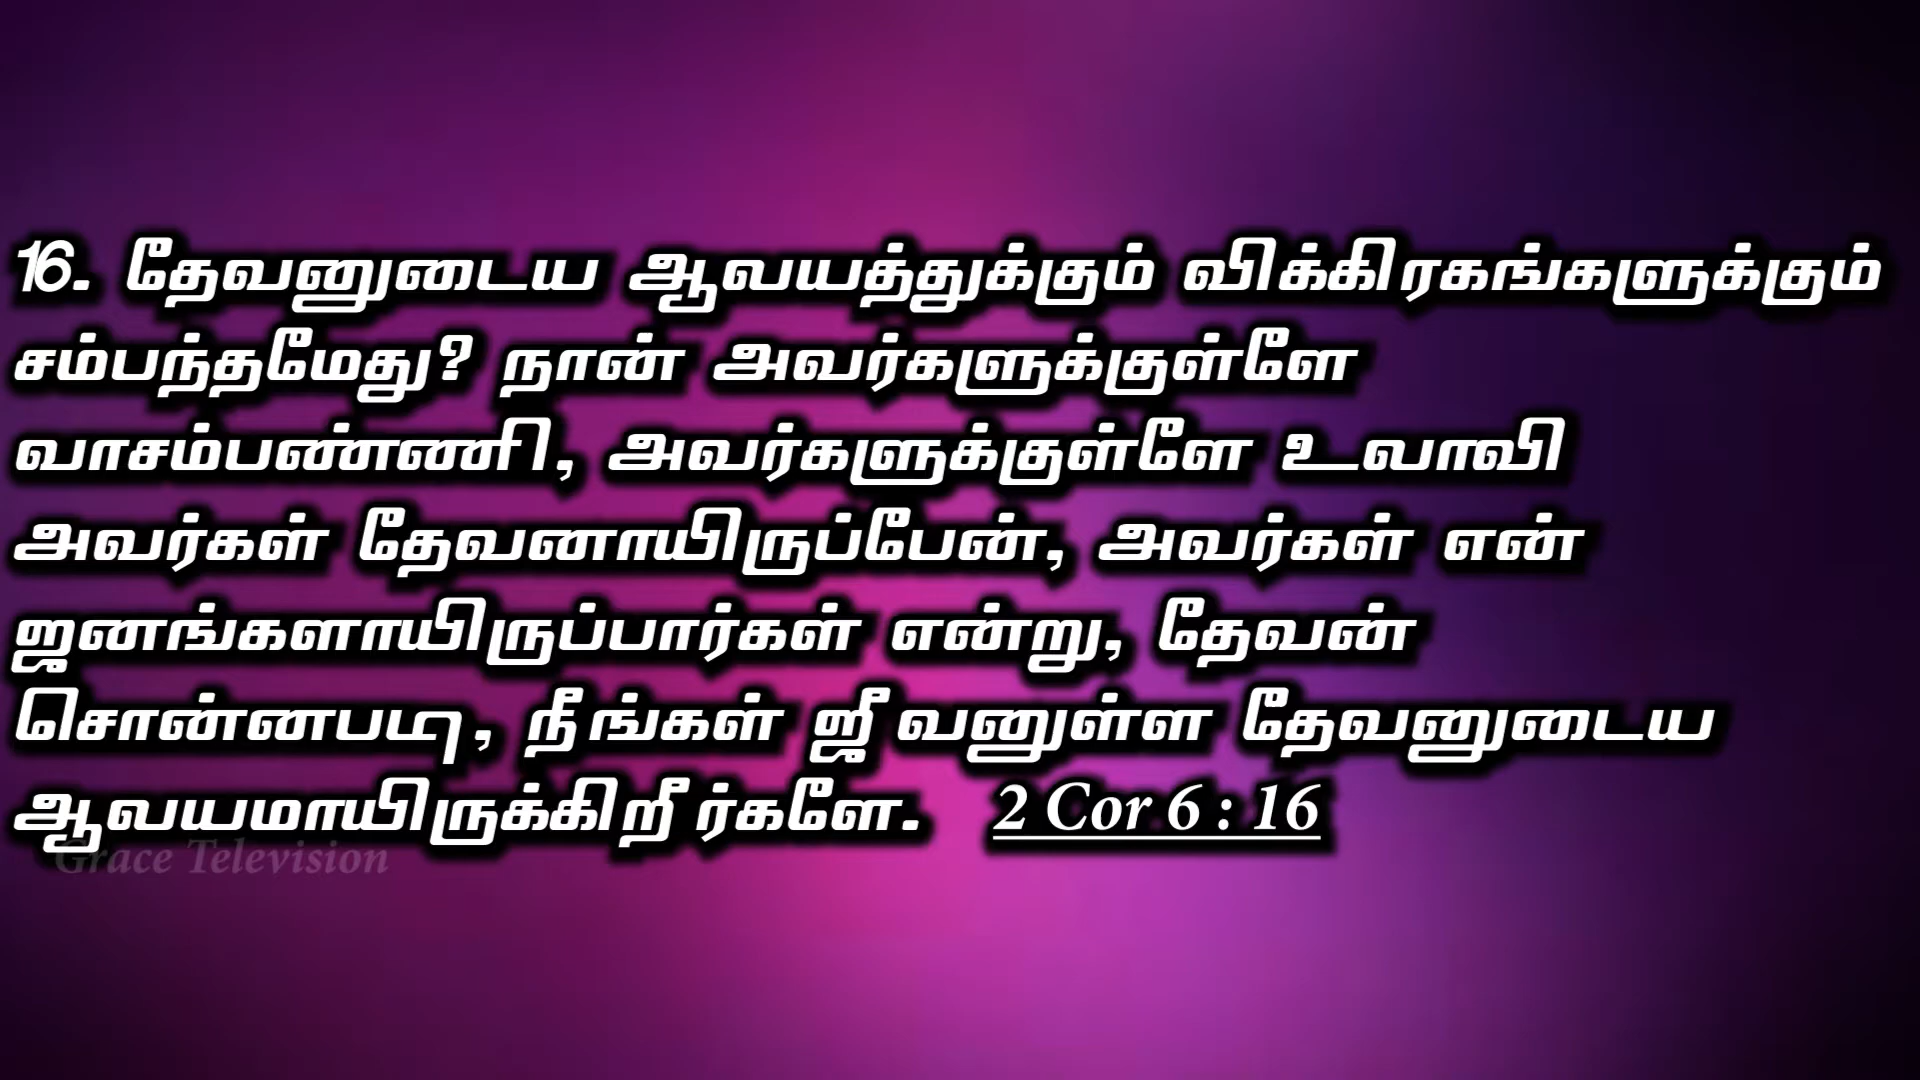 16. தேவனுடைய ஆலயத்துக்கும் விக்கிரகங்களுக்கும்
சம்பந்தமேது? நான் அவர்களுக்குள்ளே
வாசம்பண்ணி, அவர்களுக்குள்ளே உலாவி
அவர்கள் தேவனாயிருப்பேன், அவர்கள் என்
ஜனங்களாயிருப்பார்கள் என்று, தேவன்
சொன்னபடி, நீங்கள் ஜீவனுள்ள தேவனுடைய
ஆலயமாயிருக்கிறீர்களே. 2 Cor 6 : 16
Grace Television